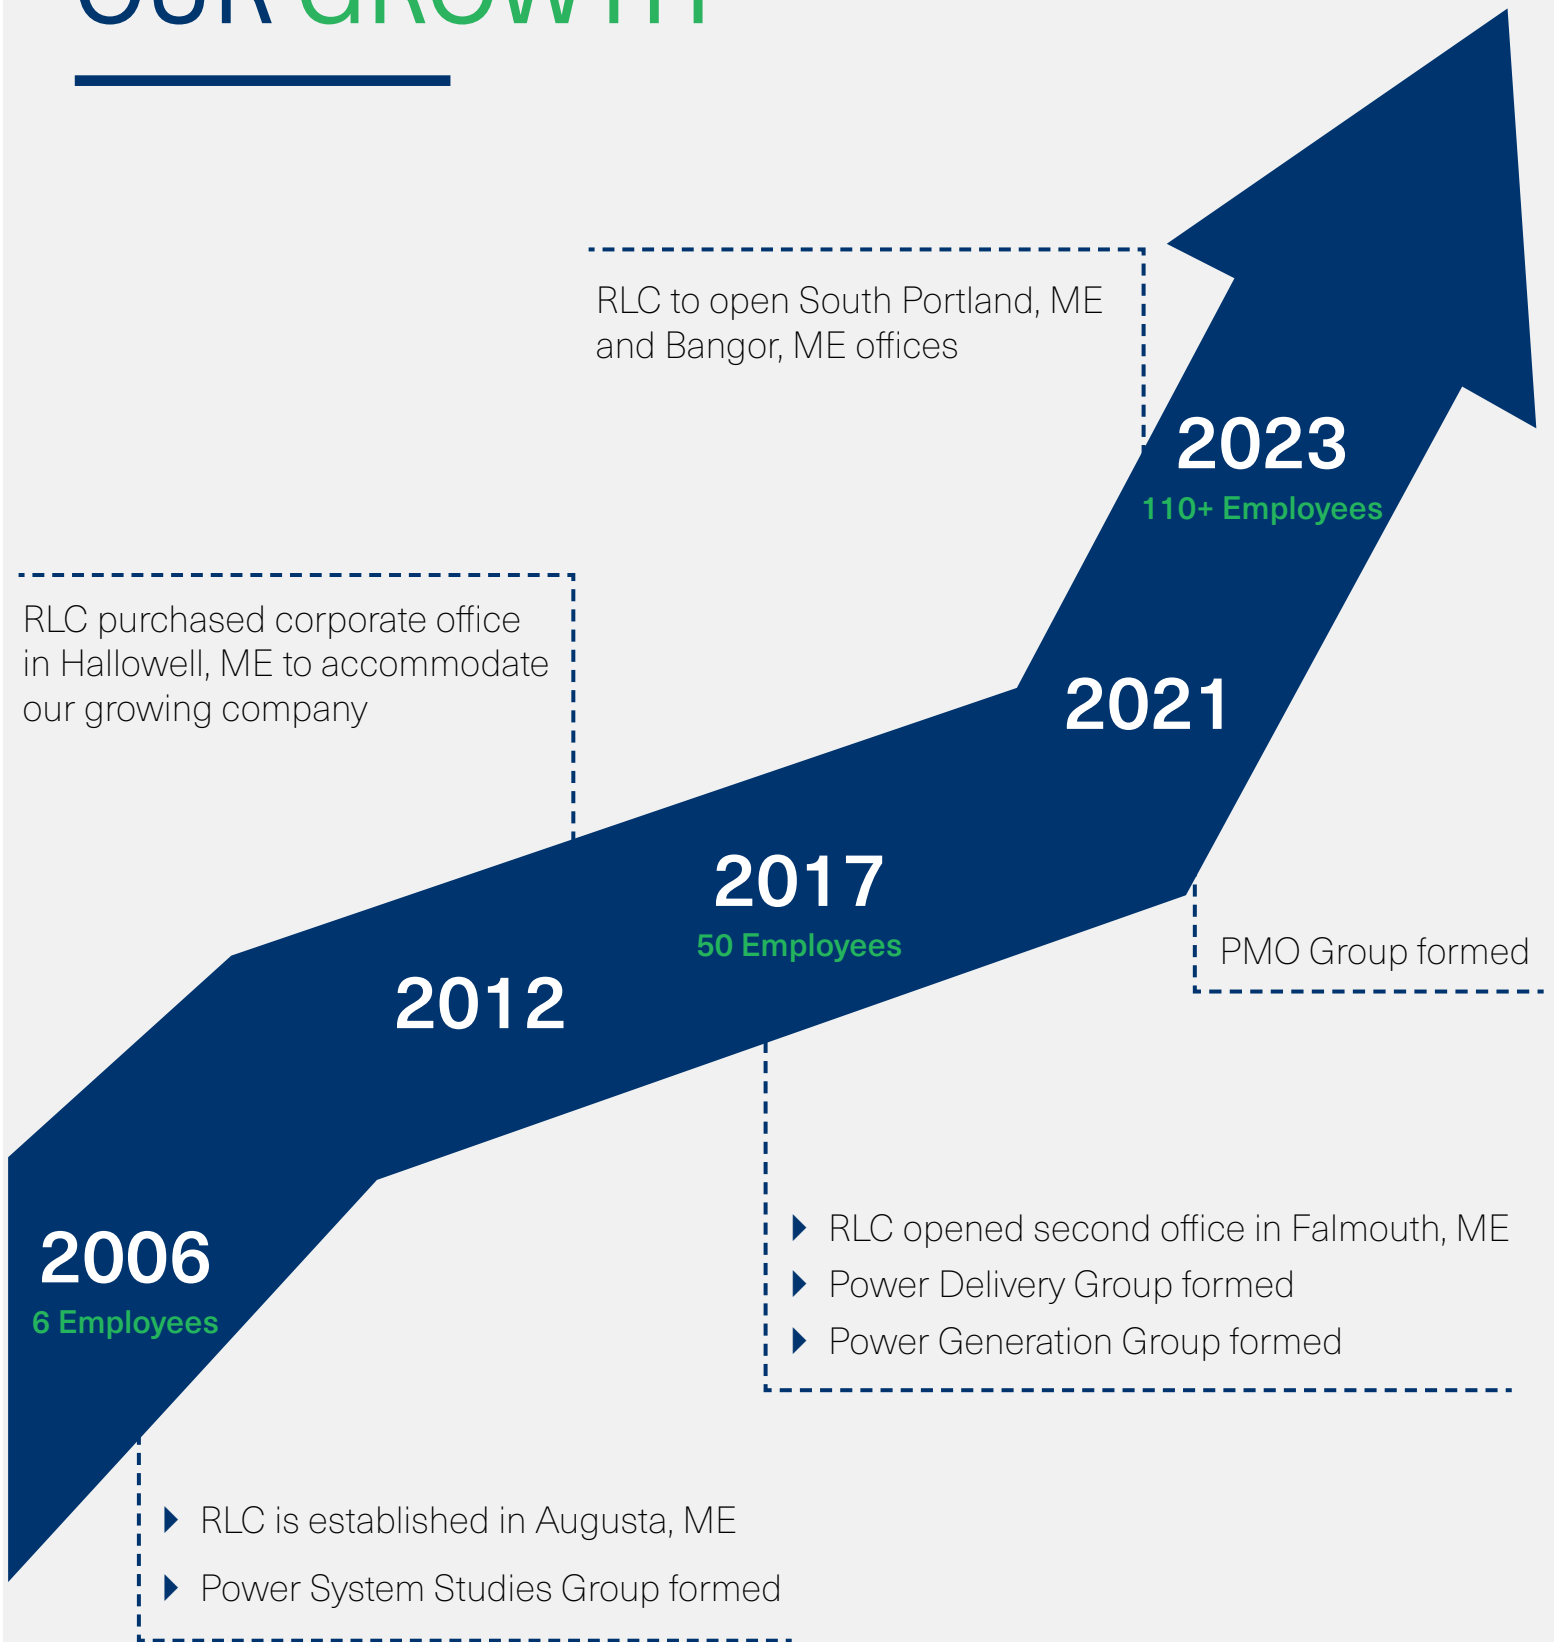 OUR GROWTH
RLC to open South Portland, ME
and Bangor, ME offices
2023
110+ Employees
RLC purchased corporate office
in Hallowell, ME to accommodate
our growing company
2021
2017
50 Employees
PMO Group formed
2012
RLC opened second office in Falmouth, ME
Power Delivery Group formed
Power Generation Group formed
2006
6 Employees
RLC is established in Augusta, ME
Power System Studies Group formed